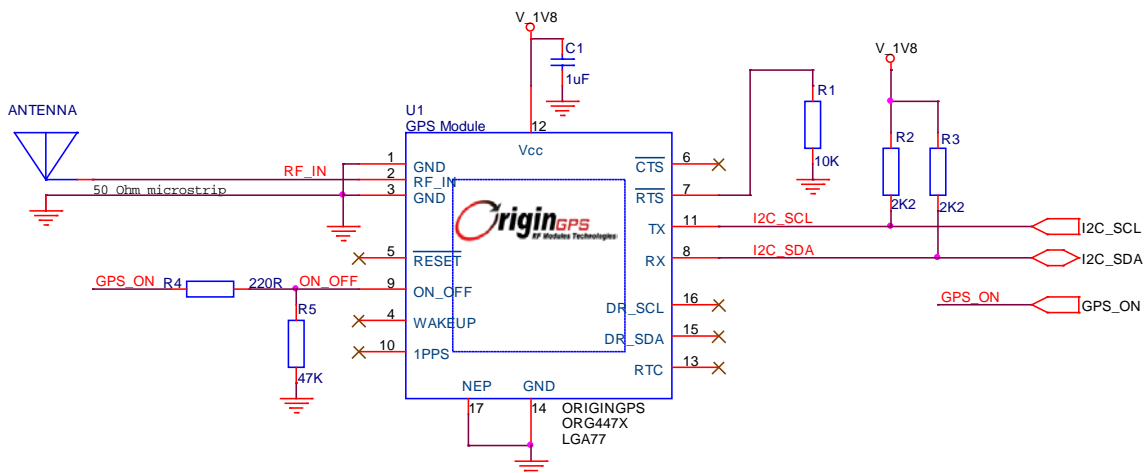 V_1V8
C1
1uF
V_1V8
ANTENNA
U1
GPS Module
12
Vcc
R1
10K
R2
2K2
R3
2K2
1
GND
RF_IN
2
RF_IN
50 Ohm microstrip
3
GND
6
CTS
7
RTS
OriginGPS
RF Modules Technologies
11
TX
I2C_SCL
I2C_SCL
8
RX
I2C_SDA
I2C_SDA
5
RESET
GPS_ON
R4
220R
ON_OFF
9
ON_OFF
R5
47K
4
WAKEUP
10
1PPS
16
DR_SCL
15
DR_SDA
13
RTC
GPS_ON
GPS_ON
NEP
17
GND
14
ORIGINGPS
ORG447X
LGA77